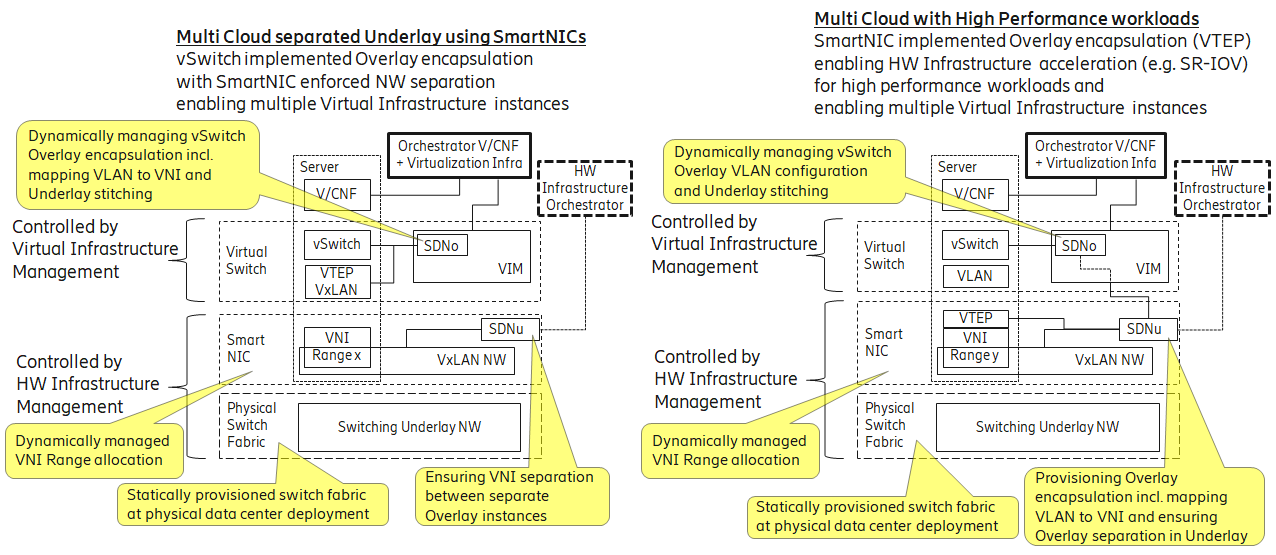 Multi Cloud separated Underlay using SmartNICs
vSwitch implemented Overlay encapsulation
with SmartNIC enforced NW separation
enabling multiple Virtual Infrastructure instances
Dynamically managing vSwitch
Overlay encapsulation incl.
mapping VLAN to VNI and
Underlay stitching
Orchestrator V/CNF
+ Virtualization Infra
HW
Infrastructure
Orchestrator
Server
V/CNF
Controlled by
Virtual Infrastructure
Management
Virtual
Switch
vSwitch
SDNo
VIM
VTEP
VxLAN
Controlled by
HW Infrastructure
Management
Smart
NIC
SDNu
VNI
Range x
VxLAN NW
Physical
Switch
Fabric
Switching Underlay NW
Dynamically managed
VNI Range allocation
Statically provisioned switch fabric
at physical data center deployment
Ensuring VNI separation
between separate
Overlay instances
Multi Cloud with High Performance workloads
SmartNIC implemented Overlay encapsulation (VTEP)
enabling HW Infrastructure acceleration (e.g. SR-IOV)
for high performance workloads and
enabling multiple Virtual Infrastructure instances
Dynamically managing vSwitch
Overlay VLAN configuration
and Underlay stitching
Orchestrator V/CNF
+ Virtualization Infa
HW
Infrastructure
Orchestrator
Server
V/CNF
Controlled by
Virtual Infrastructure
Management
Virtual
Switch
vSwitch
SDNo
VIM
VLAN
Controlled by
HW Infrastructure
Management
Smart
NIC
VTEP
SDNu
VNI
Range y
VxLAN NW
Physical
Switch
Fabric
Switching Underlay NW
Dynamically managed
VNI Range allocation
Statically provisioned switch fabric
at physical data center deployment
Provisioning Overlay
encapsulation incl. mapping
VLAN to VNI and ensuring
Overlay separation in Underlay